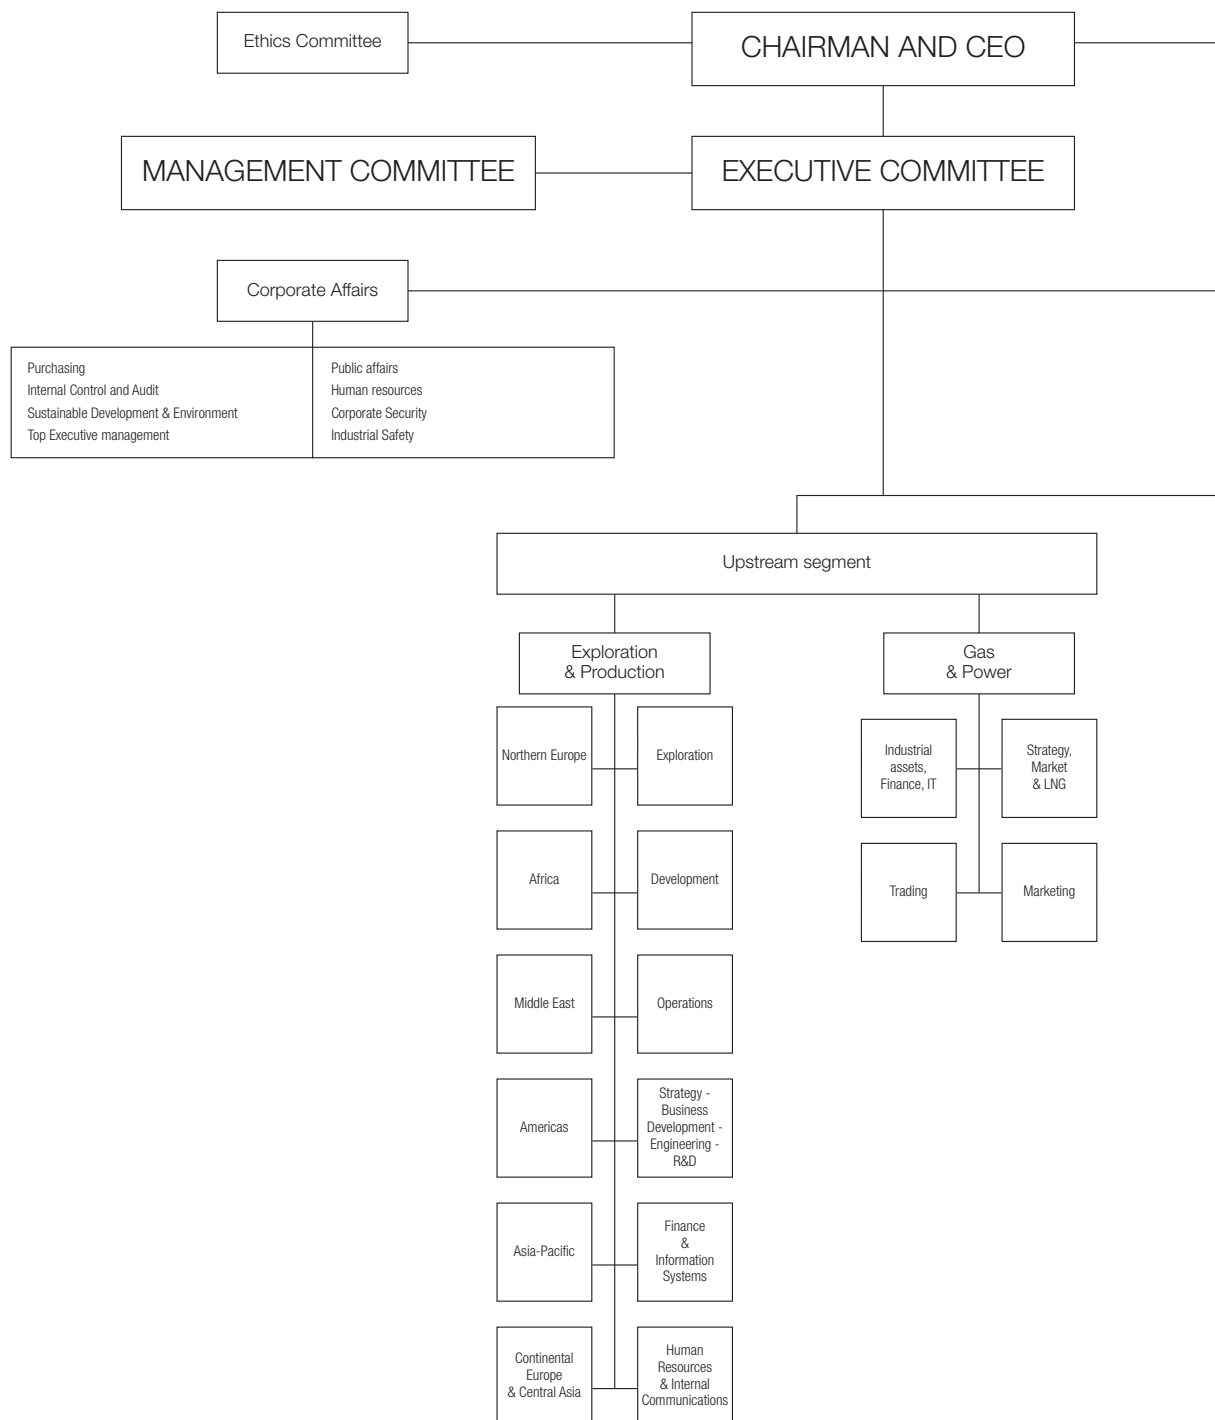 Ethics Committee
CHAIRMAN AND CEO
MANAGEMENT COMMITTEE
EXECUTIVE COMMITTEE
Corporate Affairs
Purchasing
Internal Control and Audit
Sustainable Development & Environment
Top Executive management
Public affairs
Human resources
Corporate Security
Industrial Safety
Upstream segment
Exploration
& Production
Gas
& Power
Northern Europe
Exploration
Industrial
assets,
Finance, IT
Strategy,
Market
& LNG
Africa
Development
Trading
Marketing
Middle East
Operations
Americas
Strategy -
Business
Development -
Engineering -
R&D
Asia-Pacific
Finance
&
Information
Systems
Continental
Europe
& Central Asia
Human
Resources
& Internal
Communications